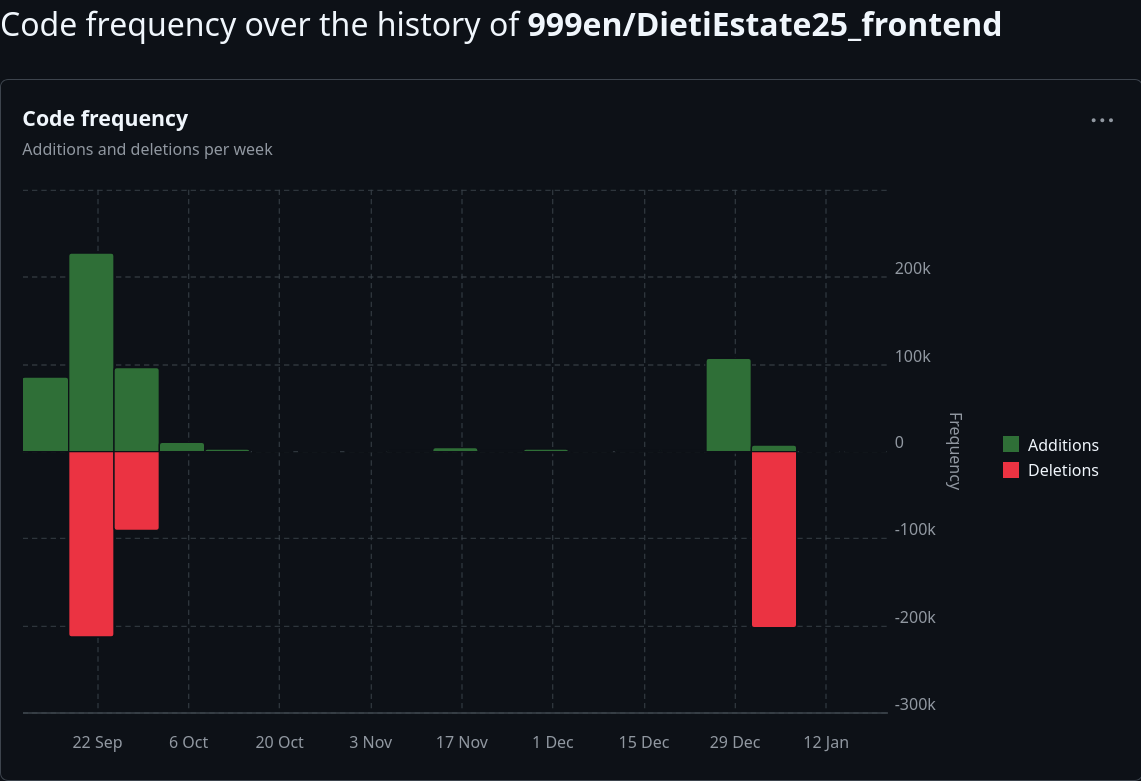 Code frequency over the history of 999en/DietiEstate25_frontend
Code frequency
...
Additions and deletions per week
200k
100k
0
-100k
-200k
-300k
Frequency
Additions
Deletions
22 Sep 6 Oct 20 Oct 3 Nov 17 Nov 1 Dec 15 Dec 29 Dec 12 Jan